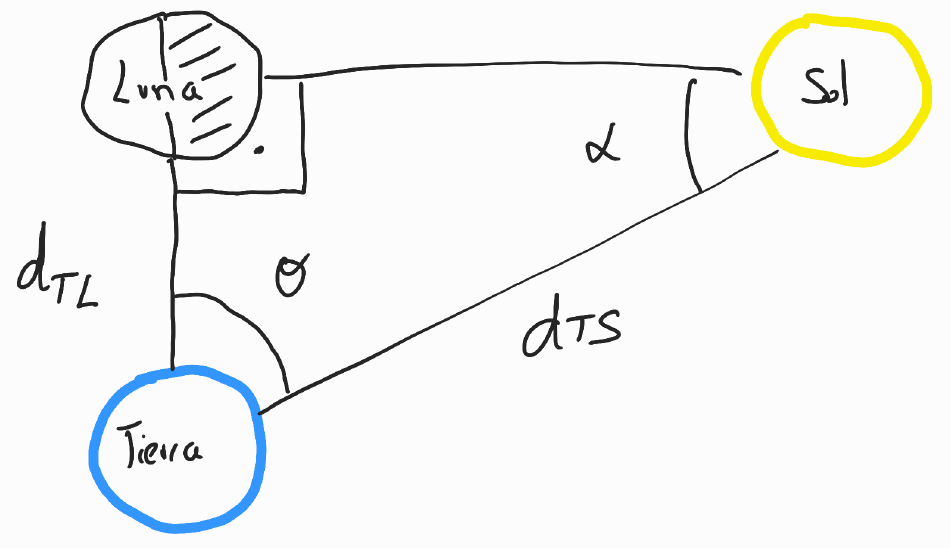 Luna
Sol
α
d_TL
θ
d_TS
Tierra